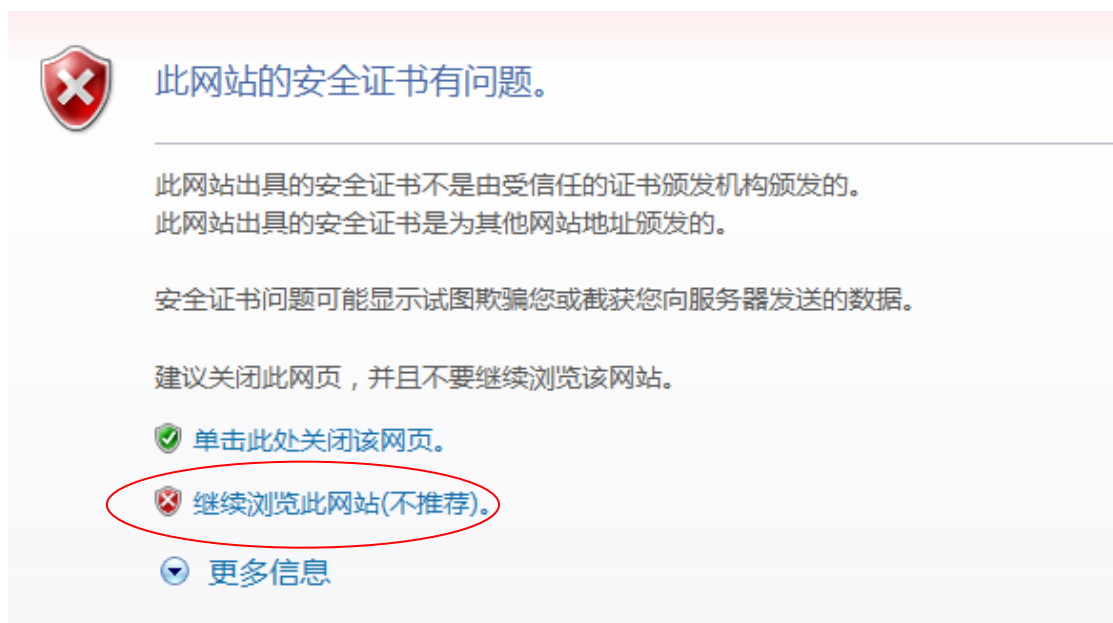 此网站的安全证书有问题。
此网站出具的安全证书不是由受信任的证书颁发机构颁发的。
此网站出具的安全证书是为其他网站地址颁发的。
安全证书问题可能显示试图欺骗您或截获您向服务器发送的数据。
建议关闭此网页，并且不要继续浏览该网站。
单击此处关闭该网页。
继续浏览此网站(不推荐)。
更多信息